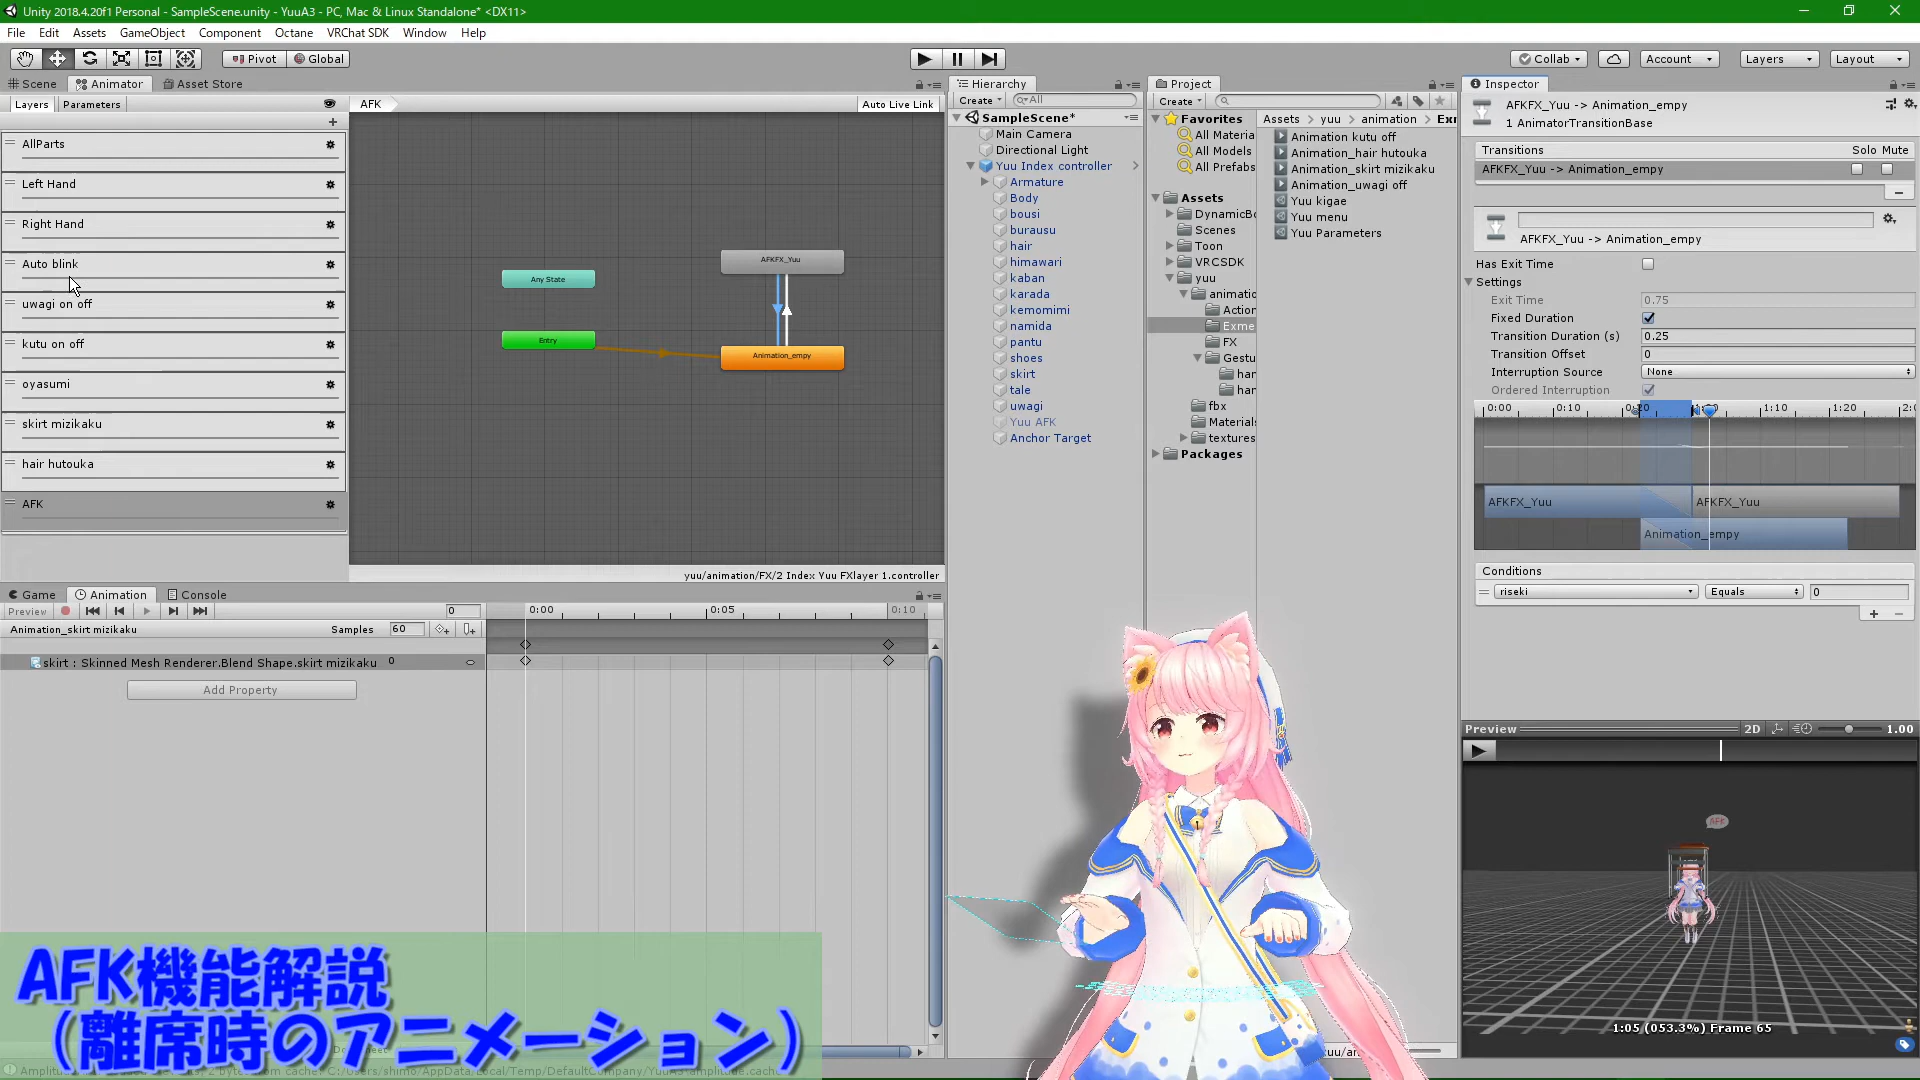 Unity 2018.4.20f1 Personal - SampleScene.unity - YuuA3 - PC, Mac & Linux Standalone* <DX11>
File Edit Assets GameObject Component Octane VRChat SDK Window Help
Pivot Global Collab Account Layers Layout
Scene Animator Asset Store
Layers Parameters
AFK
Auto Live Link
AllParts
Left Hand
Right Hand
Auto blink
uwagi on off
kutu on off
oyasumi
skirt mizikaku
hair hutouka
AFK
Any State
Entry
AFKFX_Yuu
Animation_empy
yuu/animation/FX/2 Index Yuu FXlayer 1.controller
Game Animation Console
Preview 0 0:00 0:05 0:10
Animation_skirt mizikaku Samples 60
skirt : Skinned Mesh Renderer.Blend Shape.skirt mizikaku 0
Add Property
Hierarchy
Create All
SampleScene*
Main Camera
Directional Light
Yuu Index controller
Armature
Body
bousi
burausu
hair
himawari
kaban
karada
kemomimi
namida
pantu
shoes
skirt
tale
uwagi
Yuu AFK
Anchor Target
Project
Create
Favorites
All Materia
All Models
All Prefabs
Assets
DynamicBo
Scenes
Toon
VRCSDK
yuu
animatio
Action
Exme
FX
Gestu
har
har
fbx
Materials
textures
Packages
Assets yuu animation Exm
Animation kutu off
Animation_hair hutouka
Animation_skirt mizikaku
Animation_uwagi off
Yuu kigae
Yuu menu
Yuu Parameters
Inspector
AFKFX_Yuu -> Animation_empy
1 AnimatorTransitionBase
Transitions Solo Mute
AFKFX_Yuu -> Animation_empy
AFKFX_Yuu -> Animation_empy
Has Exit Time
Settings
Exit Time 0.75
Fixed Duration
Transition Duration (s) 0.25
Transition Offset 0
Interruption Source None
Ordered Interruption
0:00 0:10 1:10 1:20
AFKFX_Yuu AFKFX_Yuu
Animation_empy
Conditions
riseki Equals 0
Preview 2D 1.00
AFK
1:05 (053.3%) Frame 65
AFK機能解説
（離席時のアニメーション）